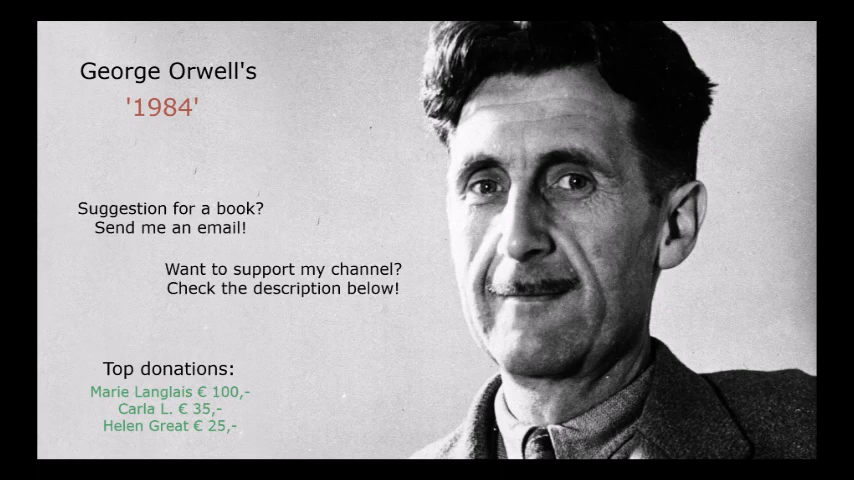 George Orwell's
'1984'
Suggestion for a book?
Send me an email!
Want to support my channel?
Check the description below!
Top donations:
Marie Langlais € 100,-
Carla L. € 35,-
Helen Great € 25,-